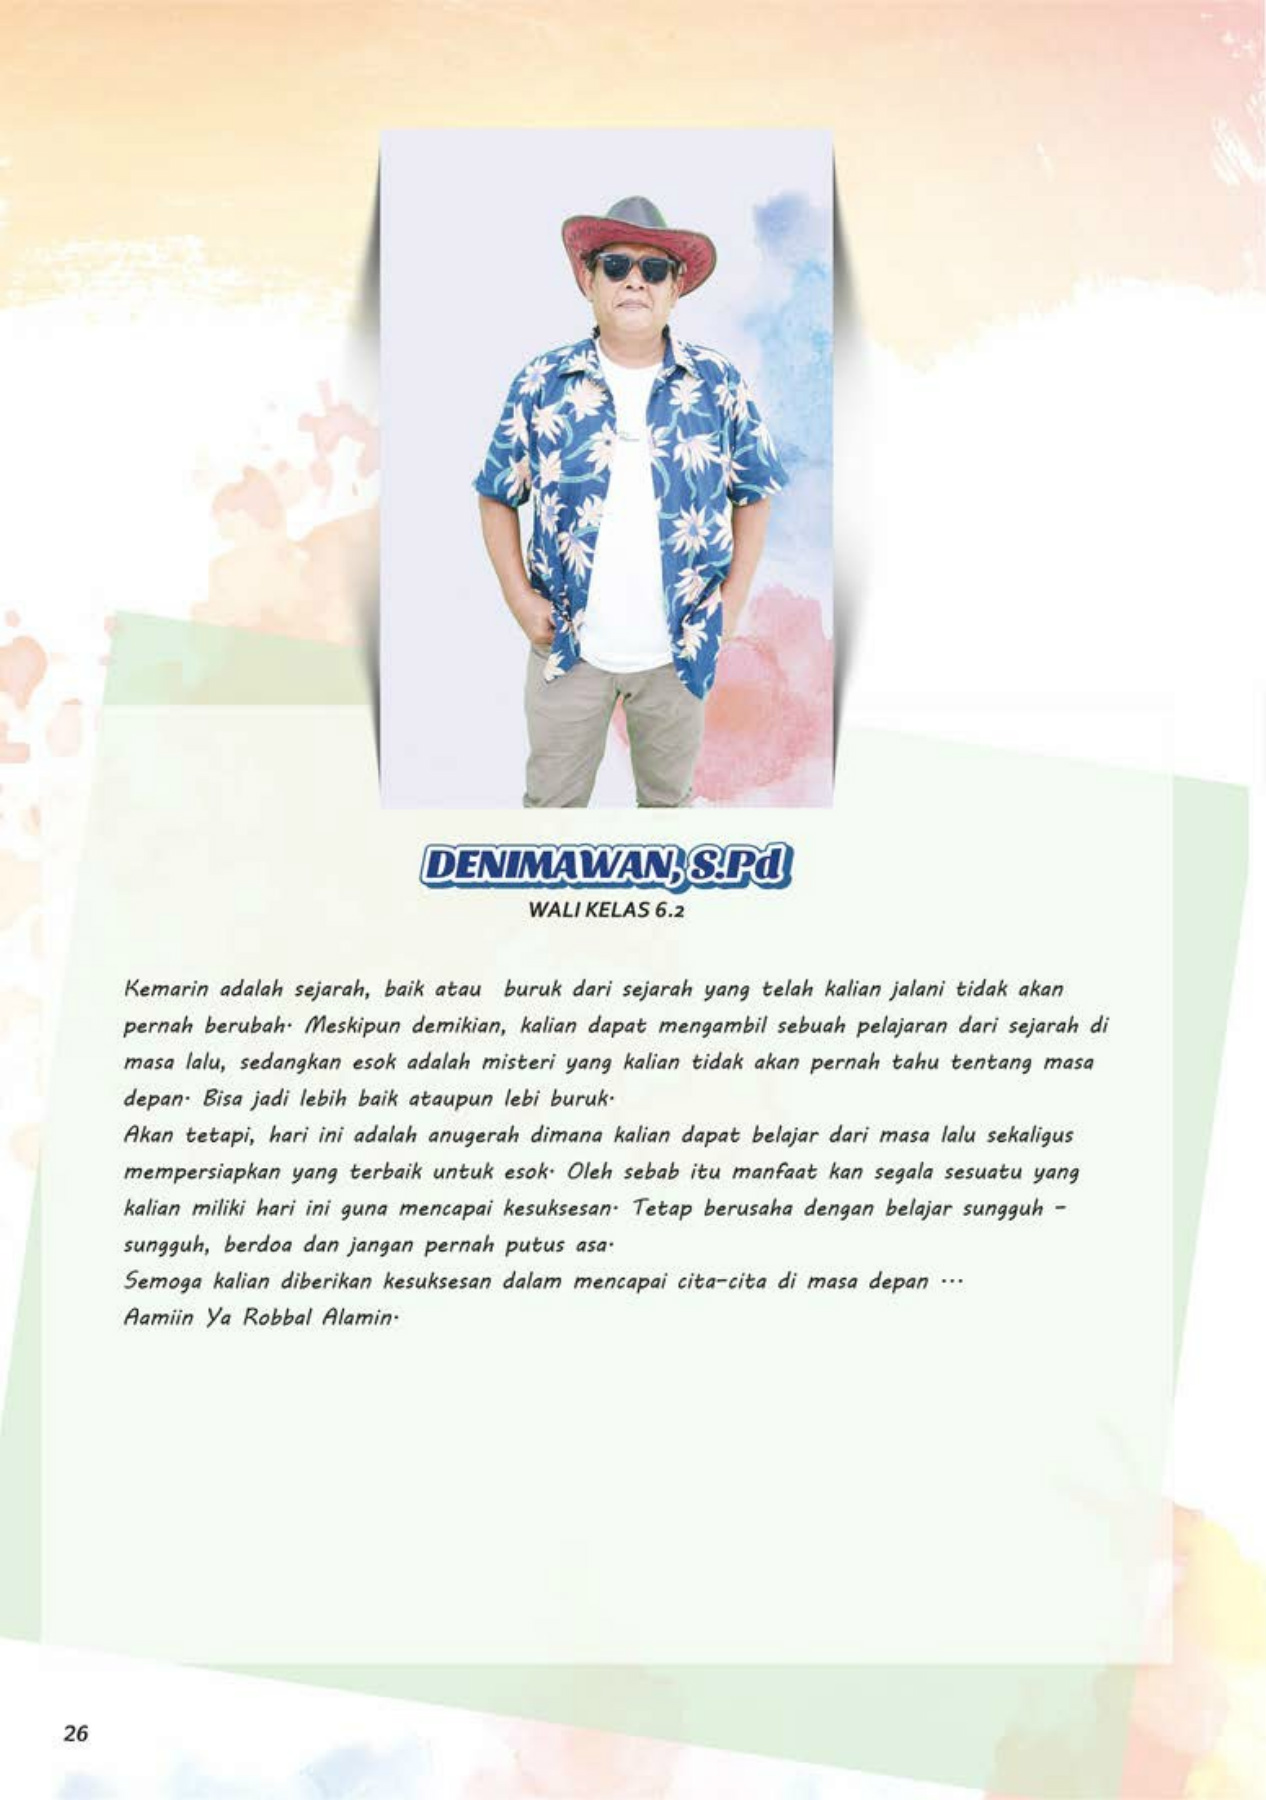 DENIMAWAN, S.Pd
WALI KELAS 6.2
Kemarin adalah sejarah, baik atau buruk dari sejarah yang telah kalian jalani tidak akan
pernah berubah. Meskipun demikian, kalian dapat mengambil sebuah pelajaran dari sejarah di
masa lalu, sedangkan esok adalah misteri yang kalian tidak akan pernah tahu tentang masa
depan. Bisa jadi lebih baik ataupun lebi buruk.
Akan tetapi, hari ini adalah anugerah dimana kalian dapat belajar dari masa lalu sekaligus
mempersiapkan yang terbaik untuk esok. Oleh sebab itu manfaat kan segala sesuatu yang
kalian miliki hari ini guna mencapai kesuksesan. Tetap berusaha dengan belajar sungguh -
sungguh, berdoa dan jangan pernah putus asa.
Semoga kalian diberikan kesuksesan dalam mencapai cita-cita di masa depan ...
Aamiin Ya Robbal Alamin.
26